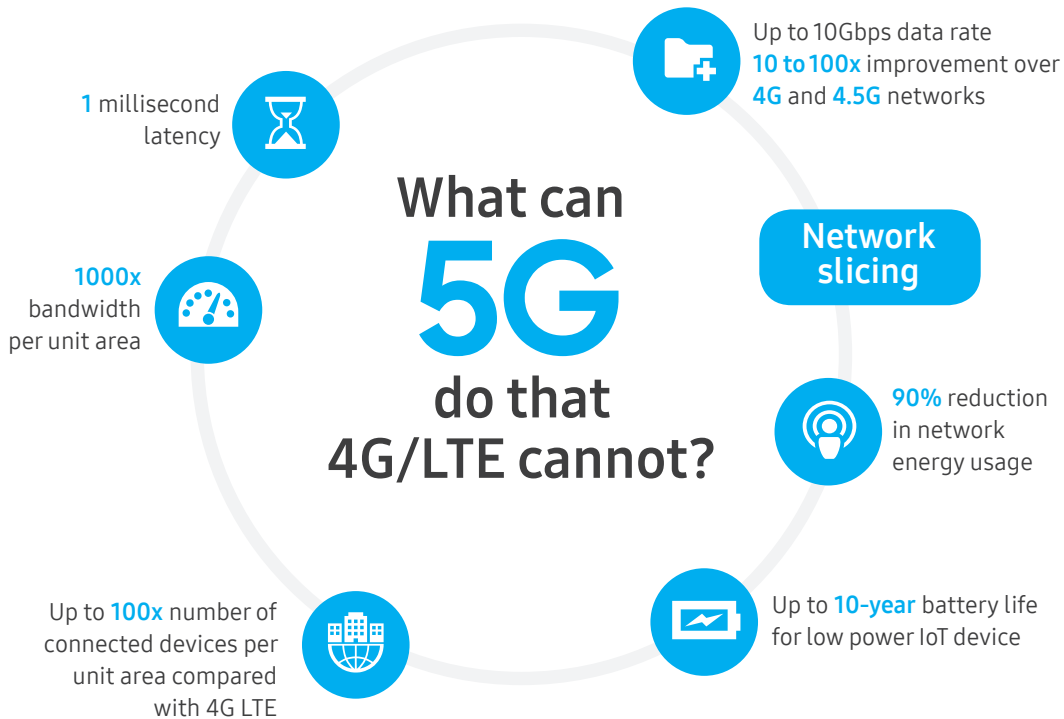 What can
5G
do that
4G/LTE cannot?
Up to 10Gbps data rate
10 to 100x improvement over
4G and 4.5G networks
Network
slicing
90% reduction
in network
energy usage
Up to 10-year battery life
for low power IoT device
Up to 100x number of
connected devices per
unit area compared
with 4G LTE
1000x
bandwidth
per unit area
1 millisecond
latency